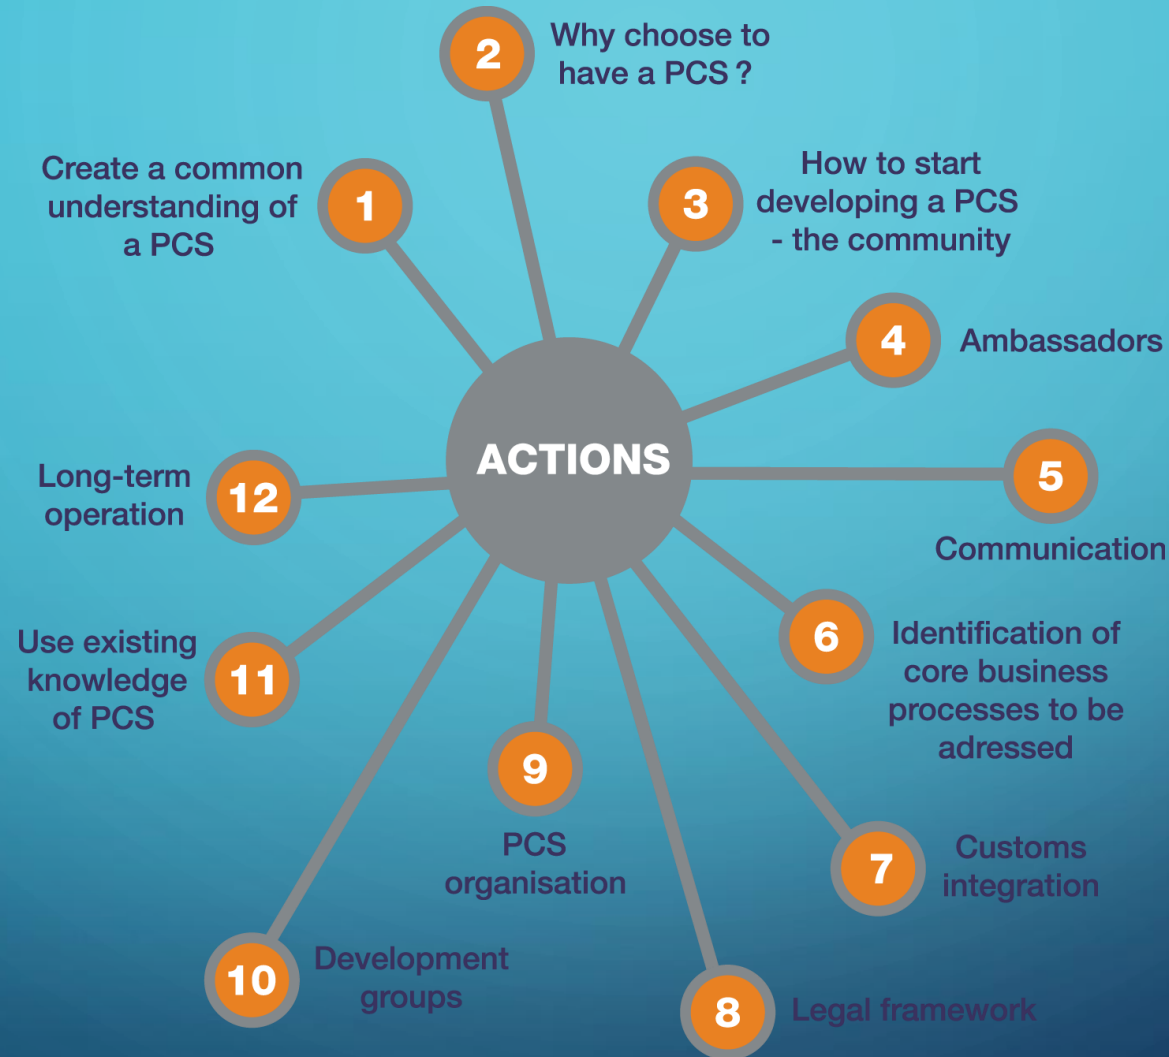 2
Why choose to
have a PCS ?
1
Create a common
understanding of
a PCS
3
How to start
developing a PCS
- the community
4
Ambassadors
ACTIONS
5
Communication
12
Long-term
operation
6
Identification of
core business
processes to be
adressed
11
Use existing
knowledge
of PCS
9
PCS
organisation
7
Customs
integration
10
Development
groups
8
Legal framework